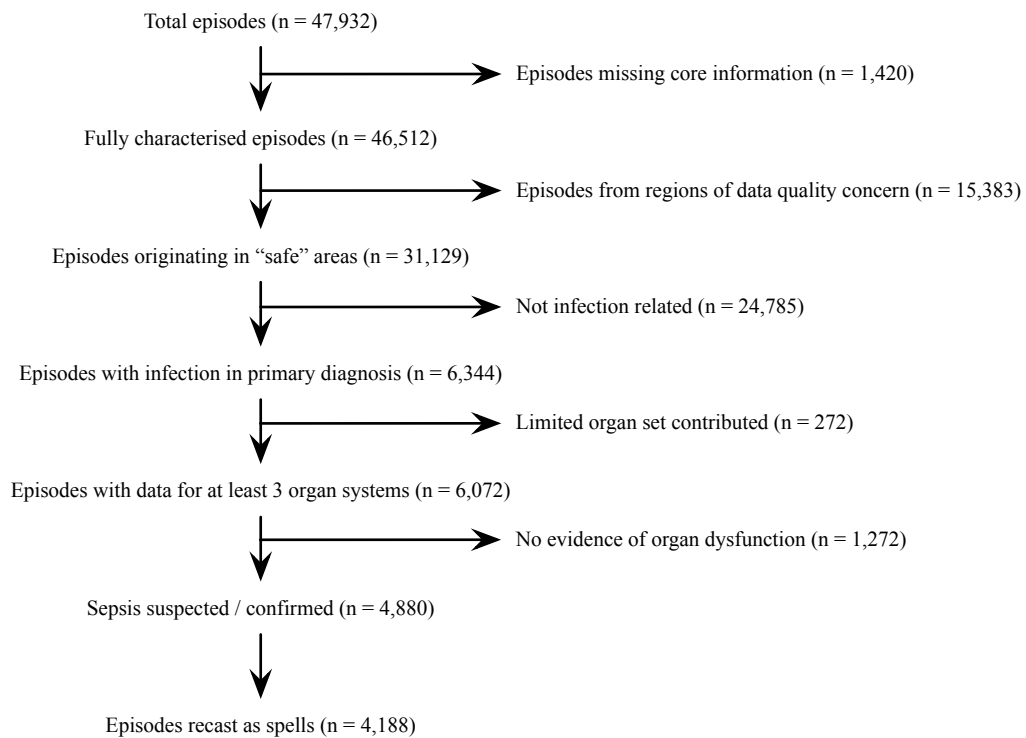 Total episodes (n = 47,932)
Episodes missing core information (n = 1,420)
Fully characterised episodes (n = 46,512)
Episodes from regions of data quality concern (n = 15,383)
Episodes originating in “safe” areas (n = 31,129)
Not infection related (n = 24,785)
Episodes with infection in primary diagnosis (n = 6,344)
Limited organ set contributed (n = 272)
Episodes with data for at least 3 organ systems (n = 6,072)
No evidence of organ dysfunction (n = 1,272)
Sepsis suspected / confirmed (n = 4,880)
Episodes recast as spells (n = 4,188)